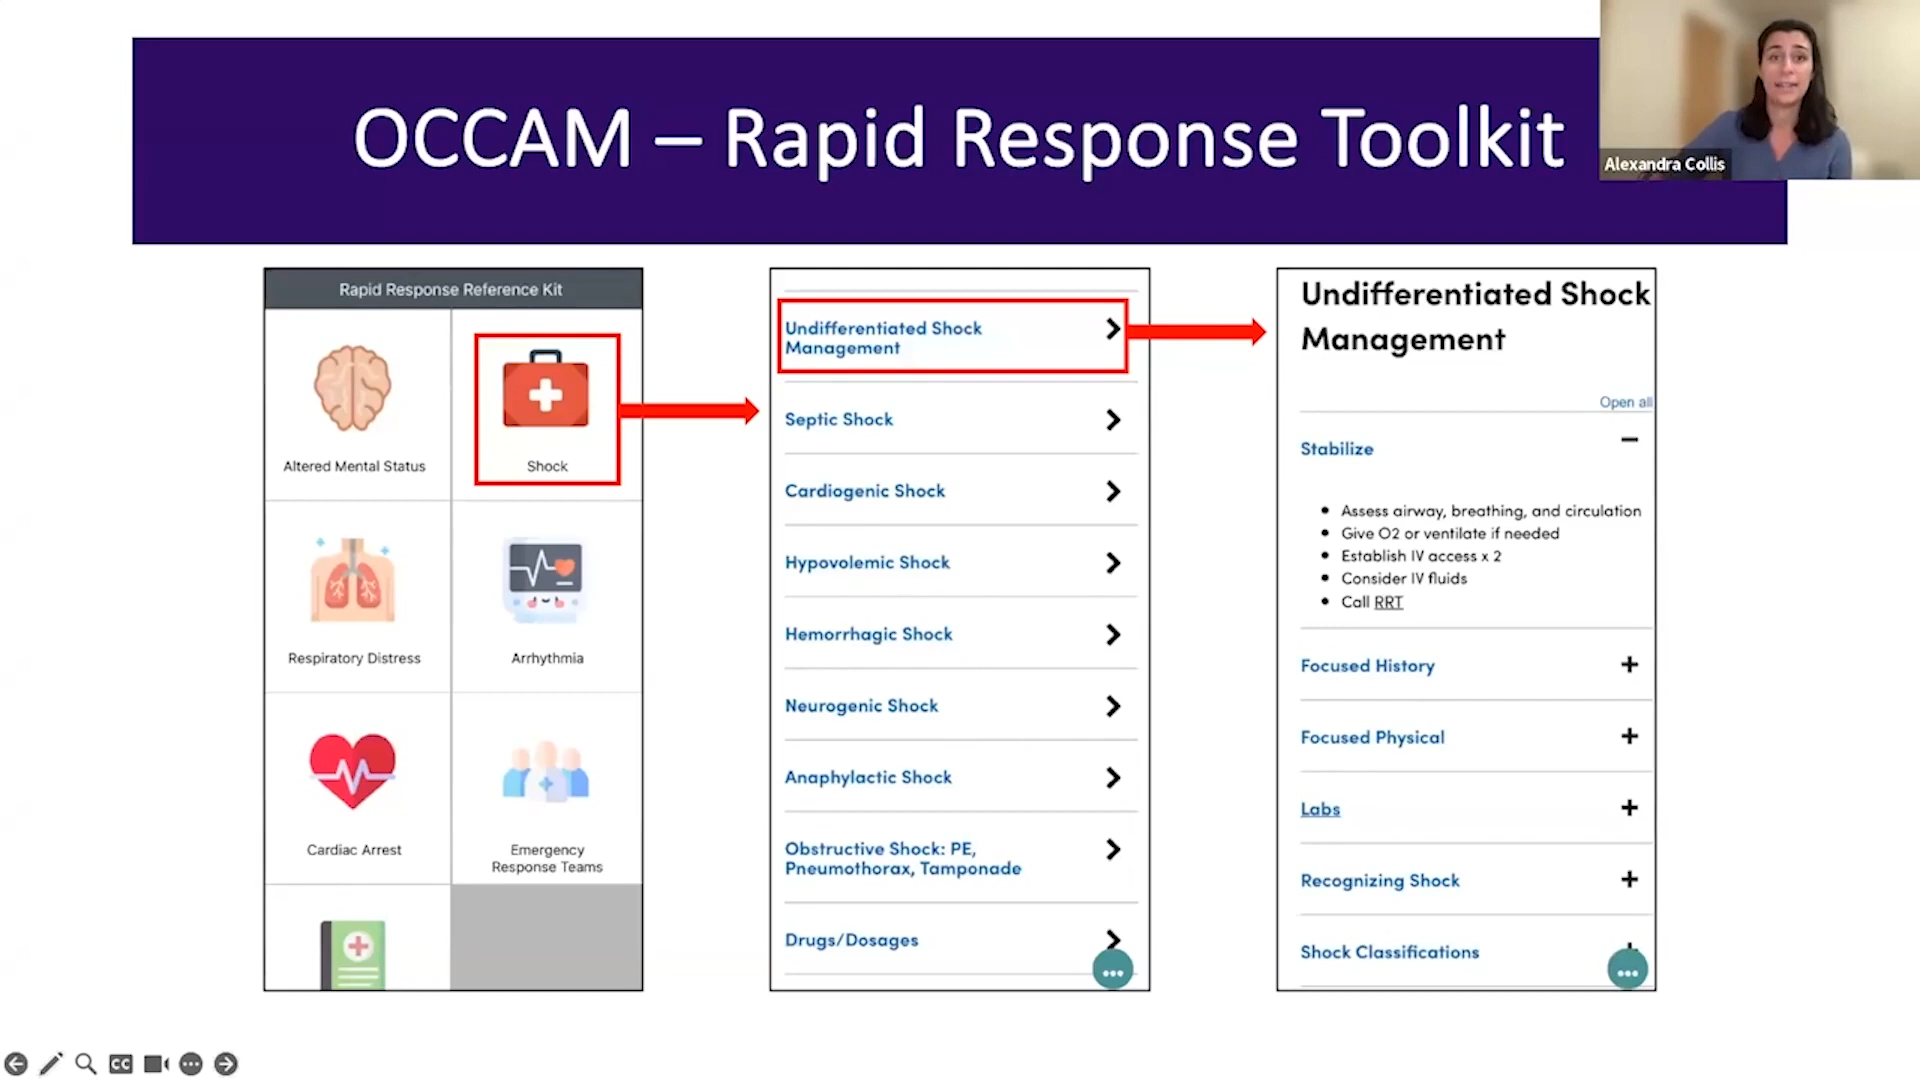 OCCAM – Rapid Response Toolkit
Alexandra Collis
Rapid Response Reference Kit
Altered Mental Status
Shock
Respiratory Distress
Arrhythmia
Cardiac Arrest
Emergency
Response Teams
Undifferentiated Shock
Management
Septic Shock
Cardiogenic Shock
Hypovolemic Shock
Hemorrhagic Shock
Neurogenic Shock
Anaphylactic Shock
Obstructive Shock: PE,
Pneumothorax, Tamponade
Drugs/Dosages
Undifferentiated Shock
Management
Open all
Stabilize
Assess airway, breathing, and circulation
Give O2 or ventilate if needed
Establish IV access x 2
Consider IV fluids
Call RRT
Focused History
Focused Physical
Labs
Recognizing Shock
Shock Classifications
CC